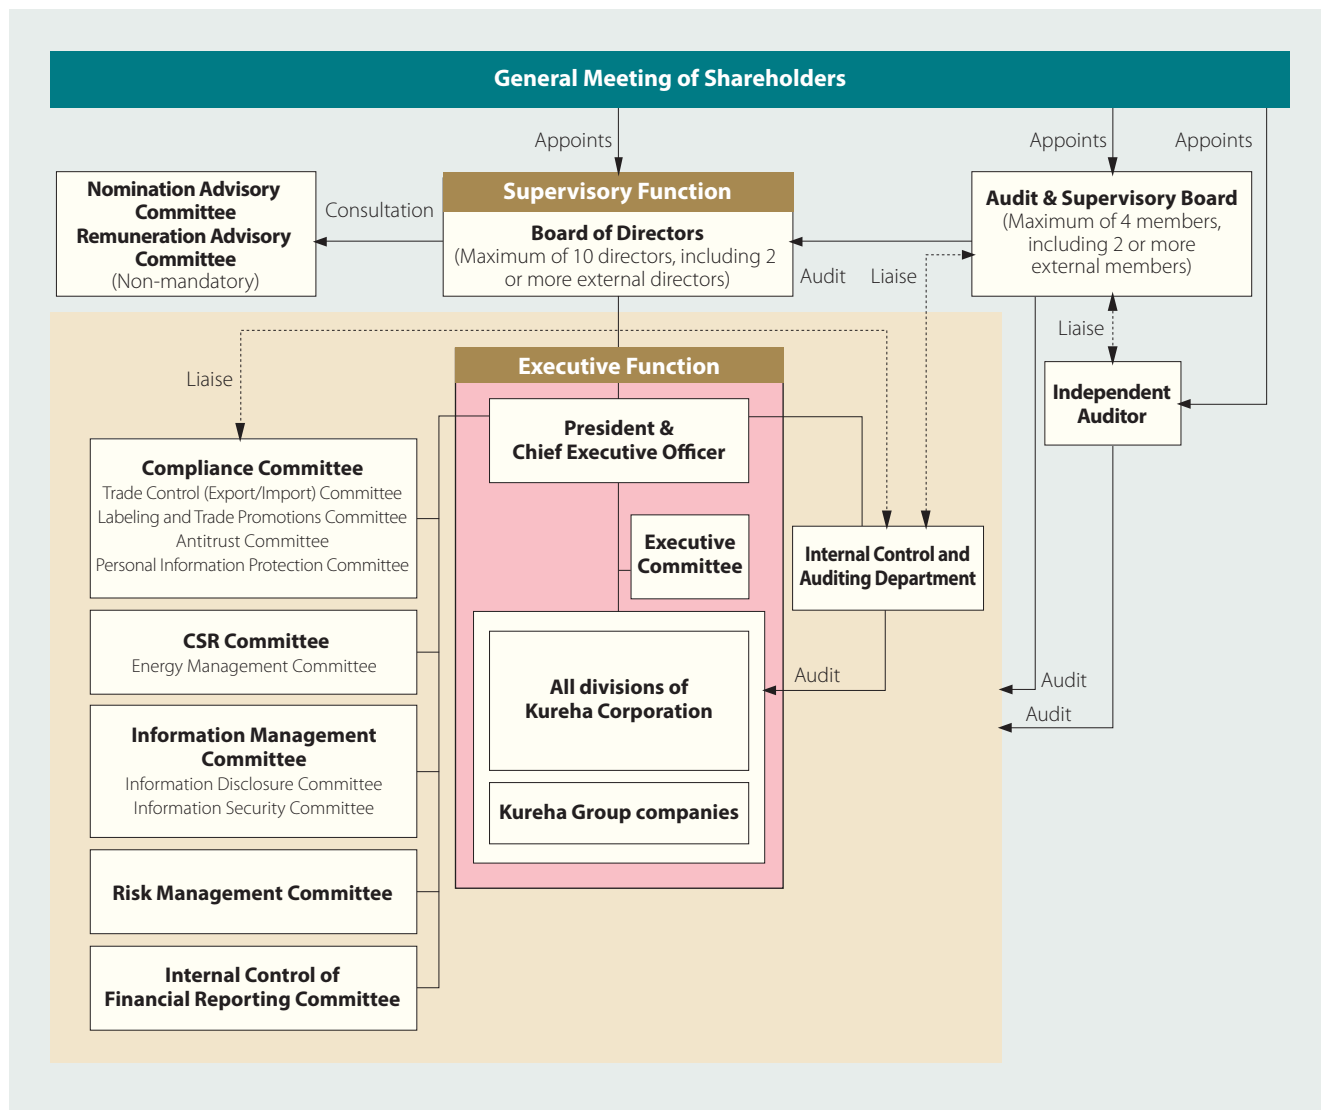 General Meeting of Shareholders
Appoints
Appoints
Appoints
Nomination Advisory
Committee
Remuneration Advisory
Committee
(Non-mandatory)
Consultation
Supervisory Function
Board of Directors
(Maximum of 10 directors, including 2
or more external directors)
Audit
Liaise
Audit & Supervisory Board
(Maximum of 4 members,
including 2 or more
external members)
Liaise
Independent
Auditor
Liaise
Executive Function
President &
Chief Executive Officer
Executive
Committee
Internal Control and
Auditing Department
Compliance Committee
Trade Control (Export/Import) Committee
Labeling and Trade Promotions Committee
Antitrust Committee
Personal Information Protection Committee
CSR Committee
Energy Management Committee
All divisions of
Kureha Corporation
Audit
Audit
Audit
Information Management
Committee
Information Disclosure Committee
Information Security Committee
Kureha Group companies
Risk Management Committee
Internal Control of
Financial Reporting Committee